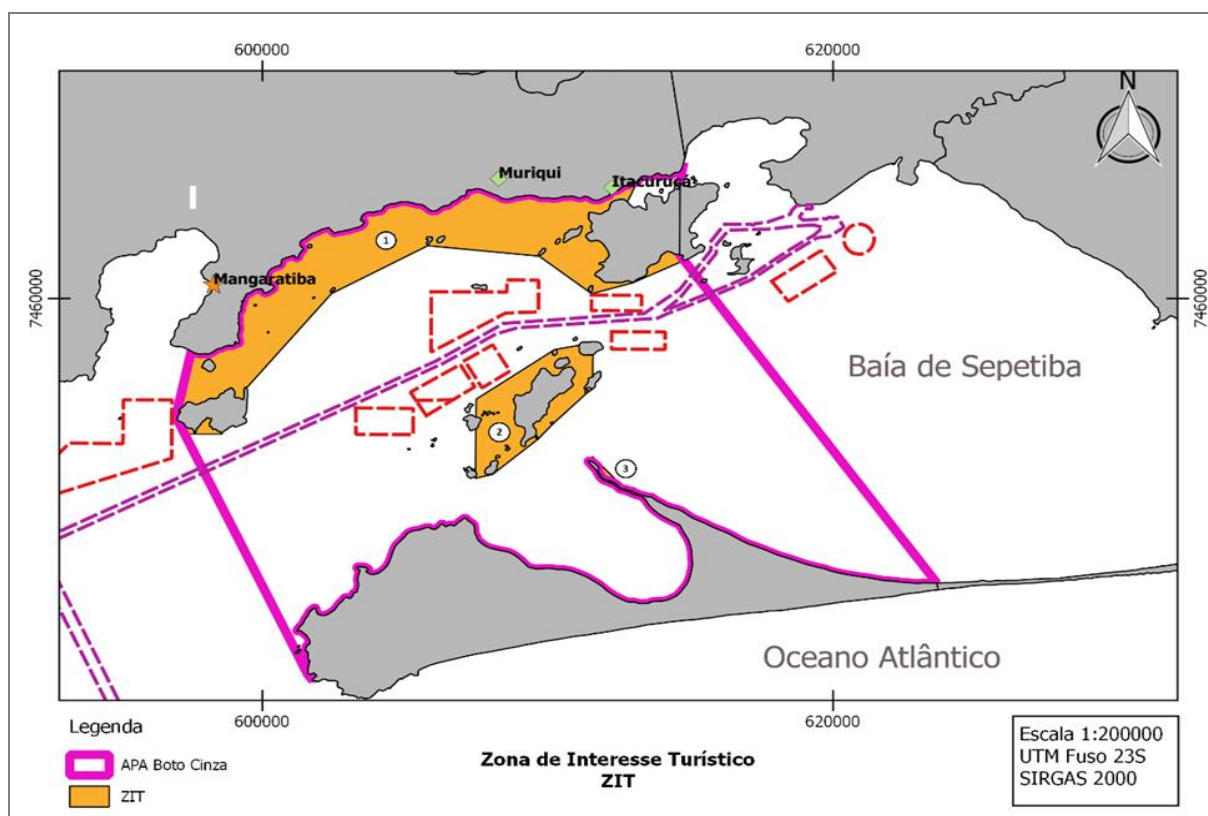 600000
620000
N
Muriqui
Itacuruçá
1
Mangaratiba
7460000
7460000
Baía de Sepetiba
2
3
Oceano Atlântico
600000
620000
Legenda
APA Boto Cinza
ZIT
Zona de Interesse Turístico
ZIT
Escala 1:200000
UTM Fuso 23S
SIRGAS 2000